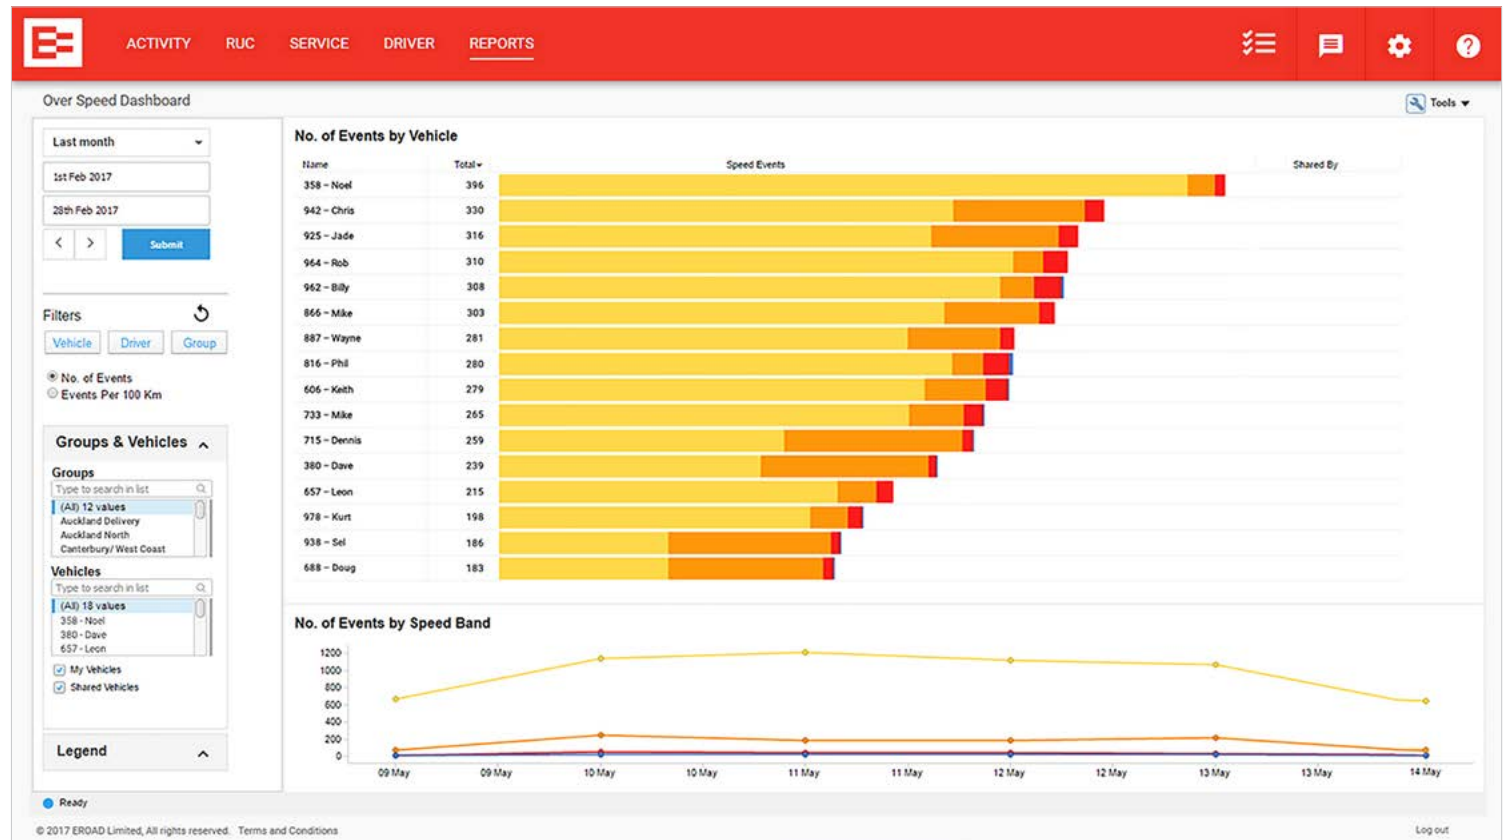 ACTIVITY RUC SERVICE DRIVER REPORTS
Over Speed Dashboard
Tools
Last month
1st Feb 2017
28th Feb 2017
< >
Submit
Filters
Vehicle Driver Group
No. of Events
Events Per 100 Km
Groups & Vehicles
Groups
Type to search in list
(All) 12 values
Auckland Delivery
Auckland North
Canterbury/ West Coast
Vehicles
Type to search in list
(All) 18 values
358 - Noel
380 - Dave
657 - Leon
My Vehicles
Shared Vehicles
Legend
No. of Events by Vehicle
Name Total Speed Events Shared By
358 – Noel 396
942 – Chris 330
925 – Jade 316
964 – Rob 310
962 – Billy 308
866 – Mike 303
887 – Wayne 281
816 – Phil 280
606 – Keith 279
733 – Mike 265
715 – Dennis 259
380 – Dave 239
657 – Leon 215
978 – Kurt 198
938 – Sel 186
688 – Doug 183
No. of Events by Speed Band
1200
1000
800
600
400
200
0
09 May 09 May 10 May 10 May 11 May 11 May 12 May 12 May 13 May 13 May 14 May
Ready
© 2017 EROAD Limited, All rights reserved. Terms and Conditions
Log out